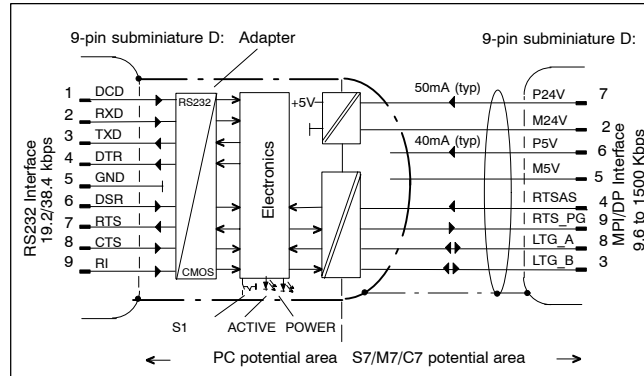 9-pin subminiature D: Adapter 9-pin subminiature D:
1 DCD
2 RXD
3 TXD
4 DTR
5 GND
6 DSR
7 RTS
8 CTS
9 RI
RS232 Interface
19.2/38.4 kbps
RS232
CMOS
Electronics
+5V
50mA (typ)
40mA (typ)
P24V 7
M24V 2
P5V 6
M5V 5
RTSAS 4
RTS_PG 9
LTG_A 8
LTG_B 3
MPI/DP Interface
9,6 to 1500 Kbps
S1 ACTIVE POWER
PC potential area S7/M7/C7 potential area